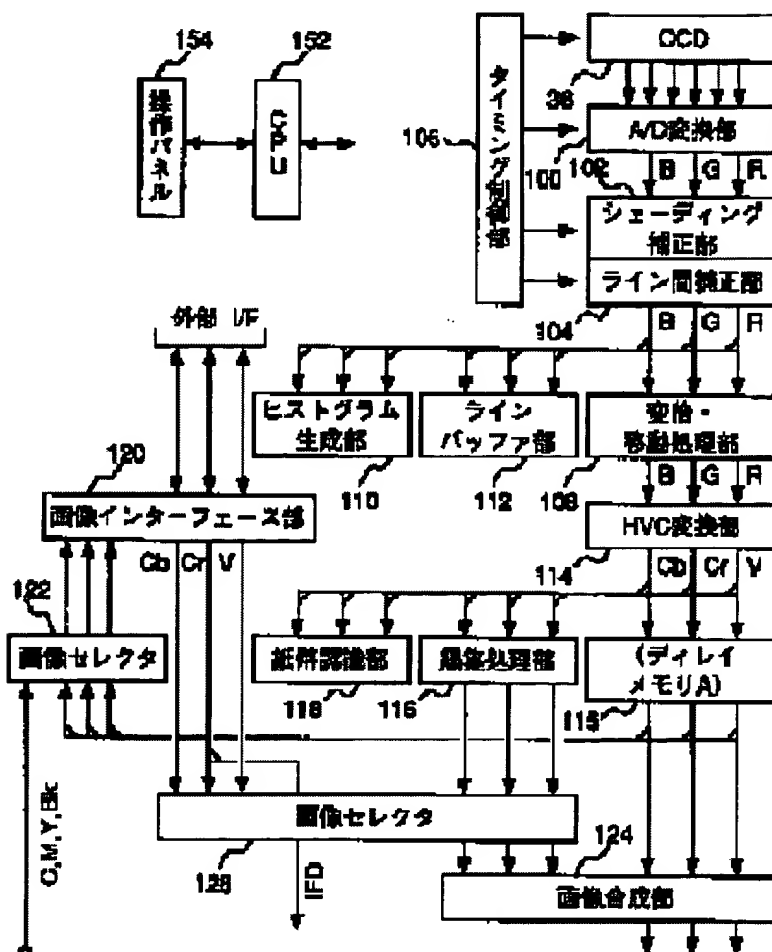 154
152
操作パネル
CPU
106
タイミング制御部
CCD
36
A/D変換部
100
102
B G R
シェーディング
補正部
ライン間補正部
104
B G R
外部 I/F
ヒストグラム
生成部
110
ライン
バッファ部
112
変倍・
移動処理部
108
B G R
120
画像インターフェース部
HVC変換部
114
Cb Cr V
Cb Cr V
122
画像セレクタ
紙幣認識部
118
編集処理部
116
(ディレイ
メモリA)
115
画像セレクタ
126
IFD
C,M,Y,Bk
124
画像合成部